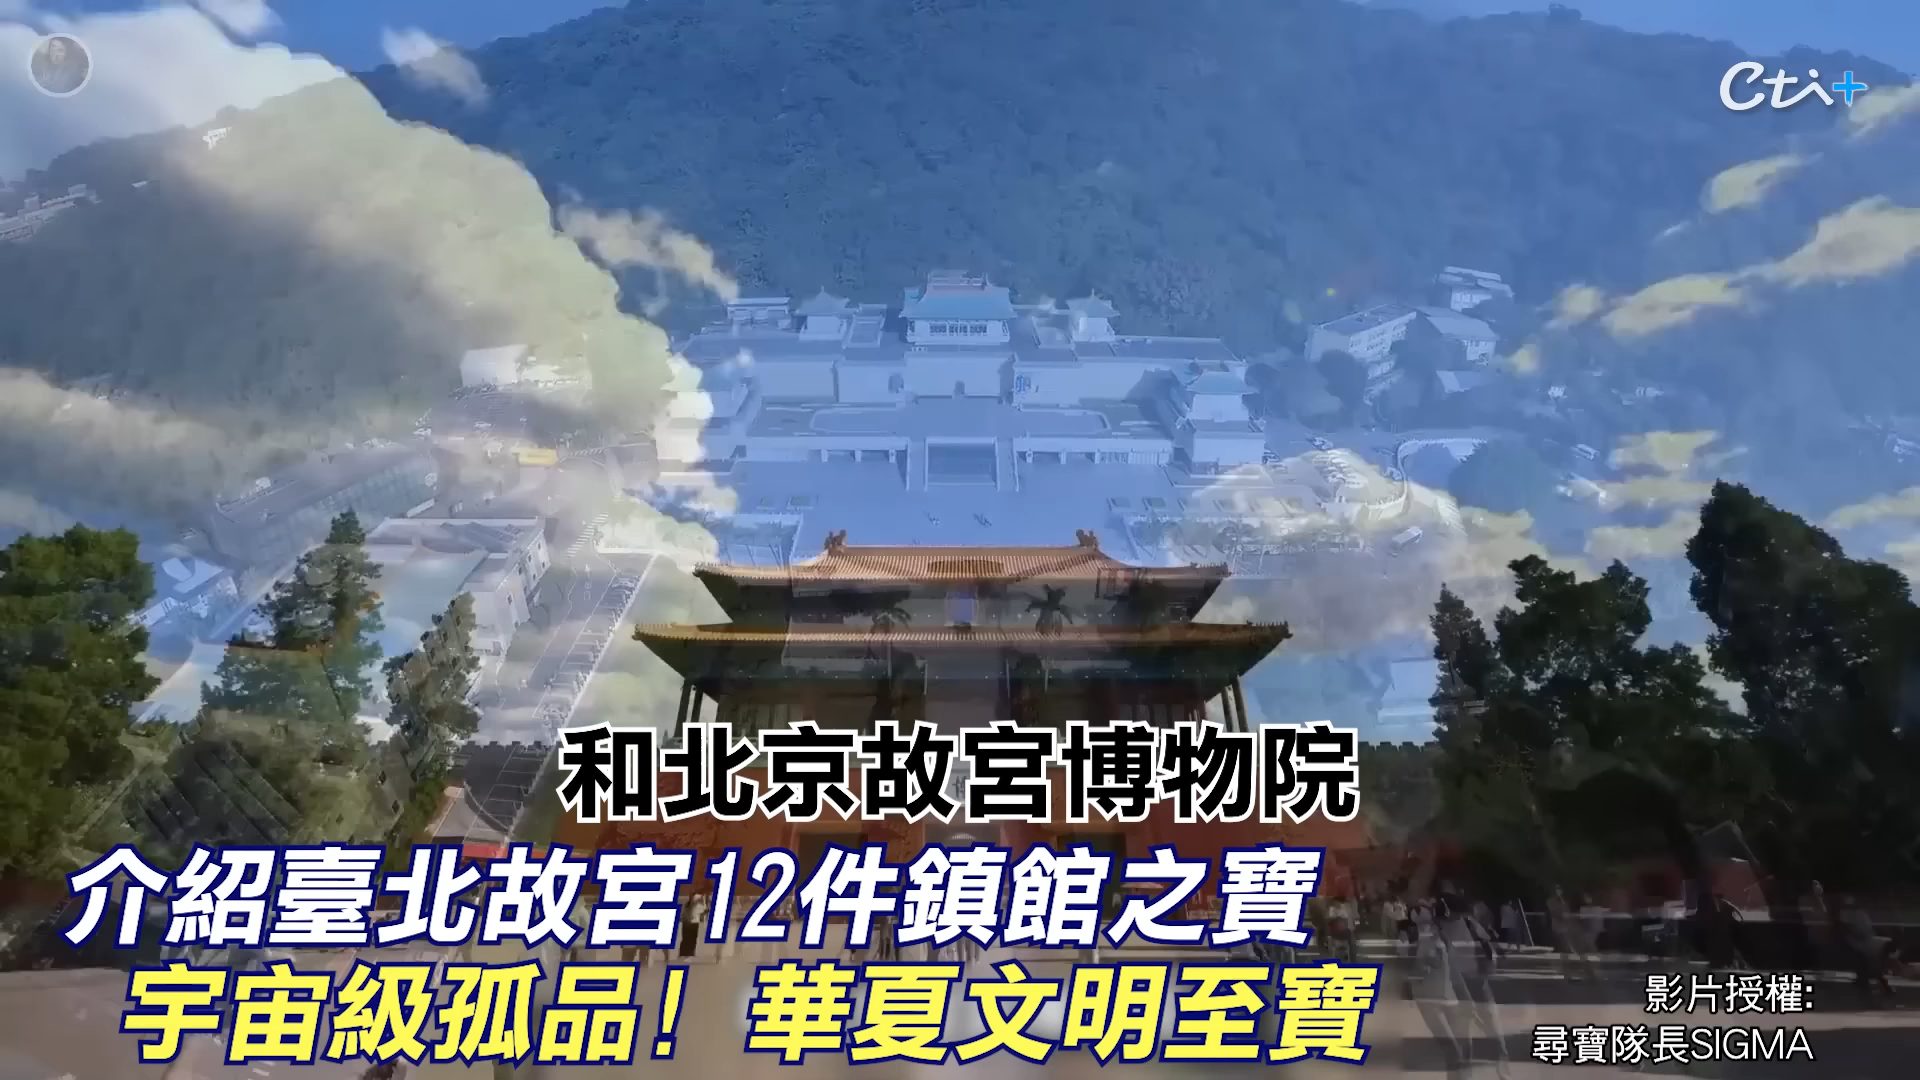 Cti+
和北京故宮博物院
介紹臺北故宮12件鎮館之寶
宇宙級孤品！華夏文明至寶
影片授權:
尋寶隊長SIGMA